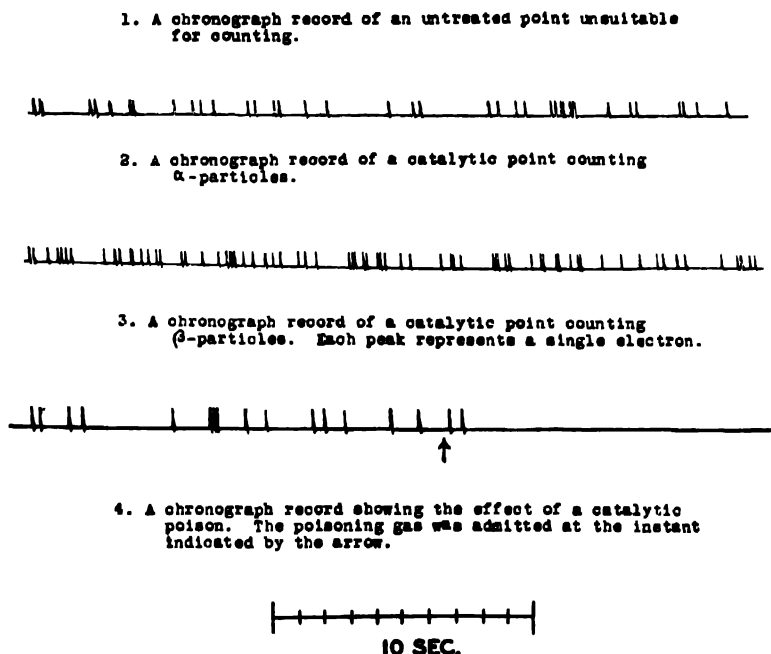 1. A chronograph record of an untreated point unsuitable
for counting.
2. A chronograph record of a catalytic point counting
α-particles.
3. A chronograph record of a catalytic point counting
β-particles. Each peak represents a single electron.
4. A chronograph record showing the effect of a catalytic
poison. The poisoning gas was admitted at the instant
indicated by the arrow.
10 SEC.